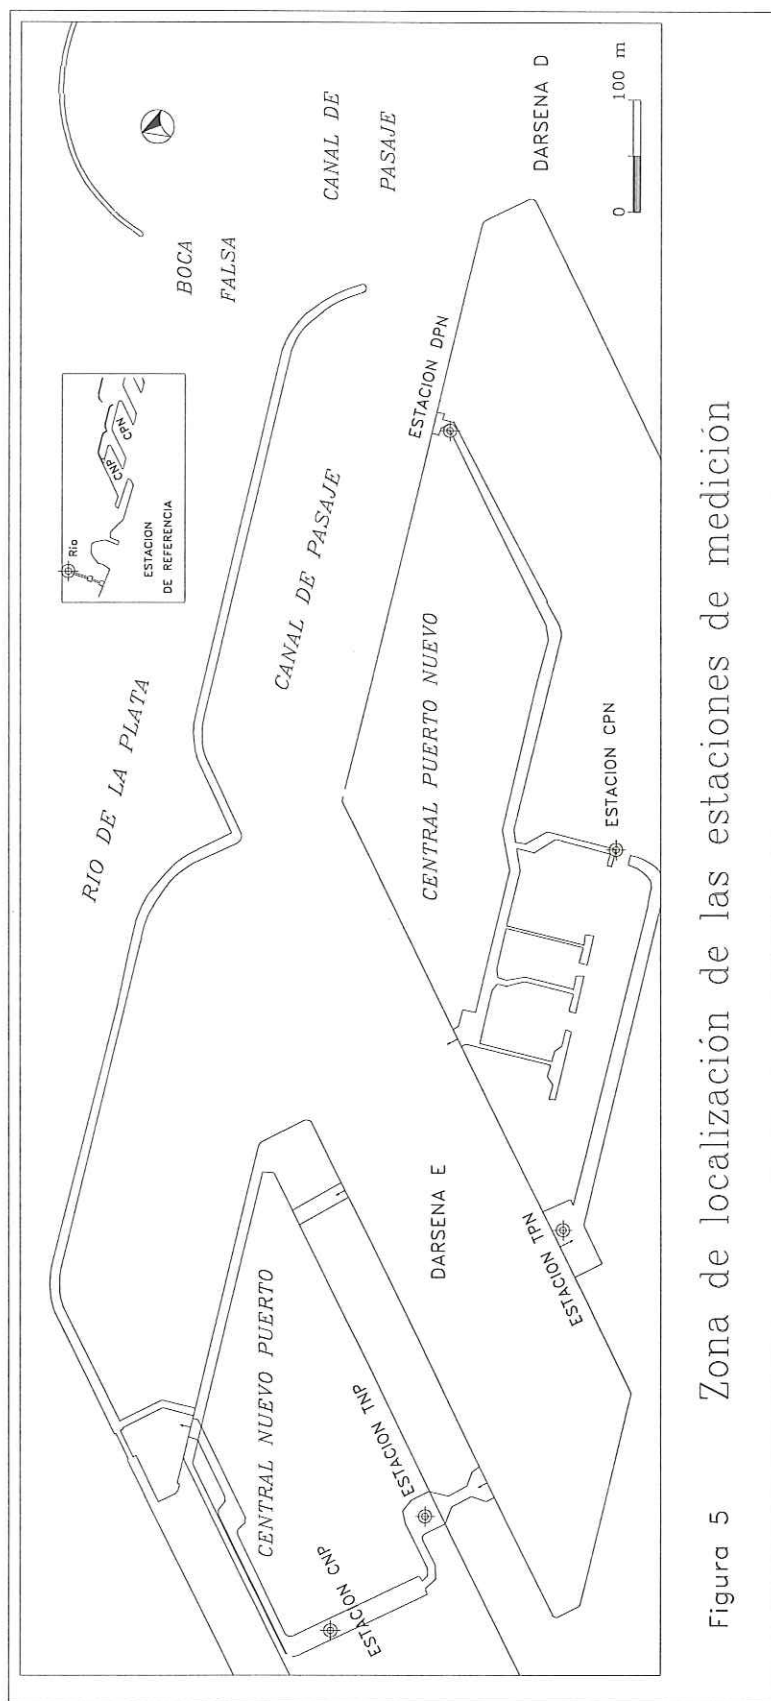 RIO DE LA PLATA
BOCA
FALSA
CANAL DE
PASAJE
DARSENA D
0
100 m
Río
CNP
CPN
ESTACION
DE REFERENCIA
CANAL DE PASAJE
ESTACION DPN
CENTRAL PUERTO NUEVO
ESTACION CPN
DARSENA E
ESTACION TPN
CENTRAL NUEVO PUERTO
ESTACION TNP
ESTACION CNP
Figura 5 Zona de localización de las estaciones de medición